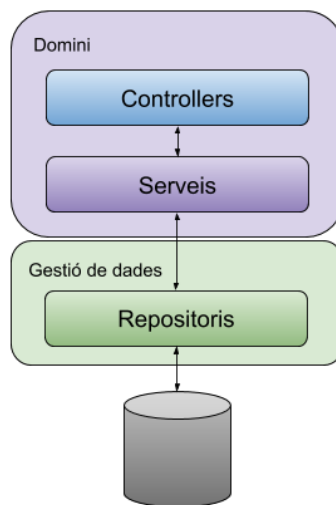 Domini
Controllers
Serveis
Gestió de dades
Repositoris